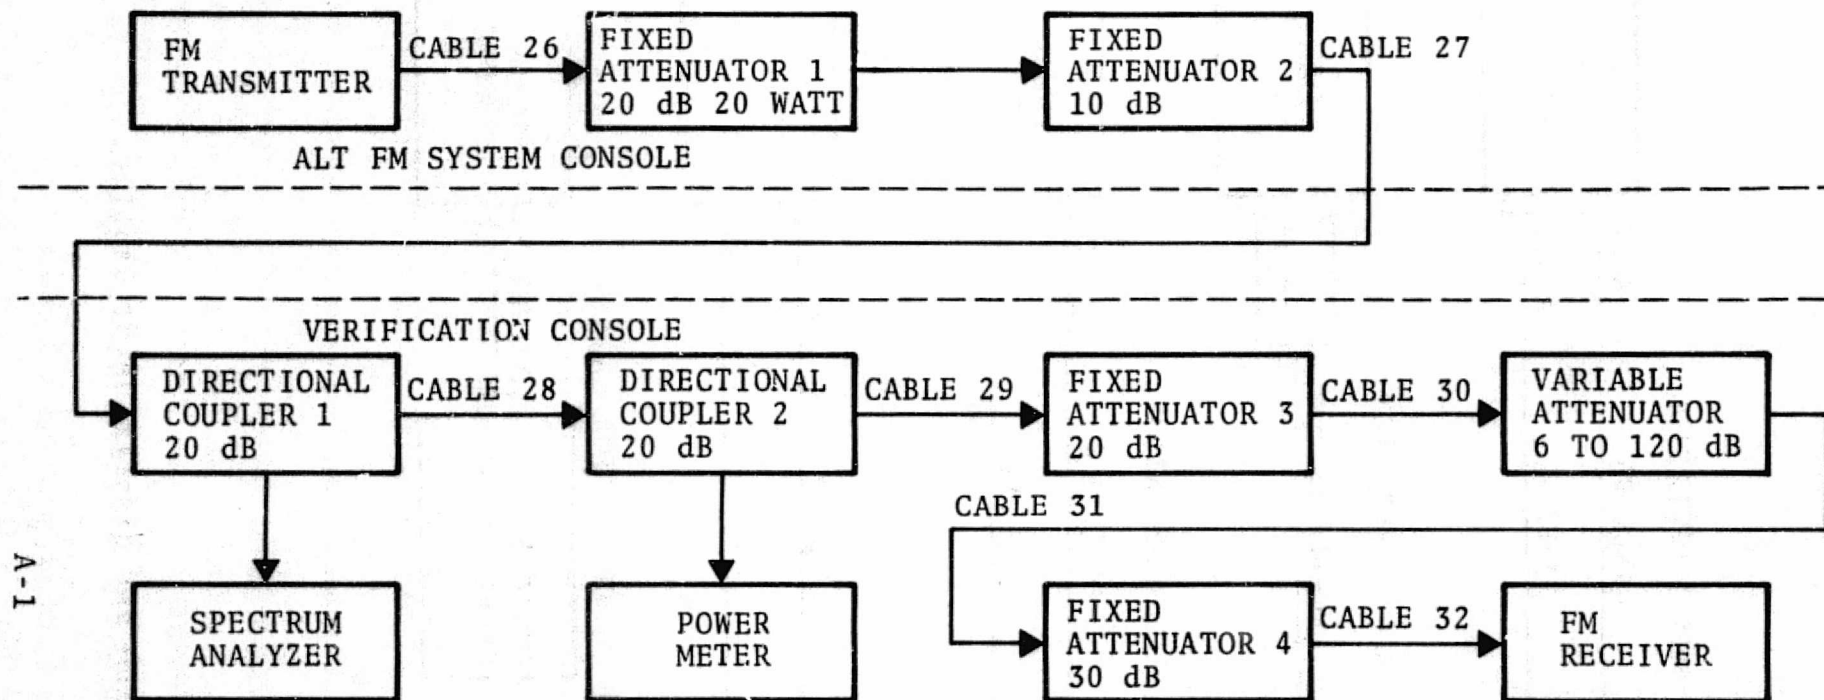 FM
TRANSMITTER
CABLE 26
FIXED
ATTENUATOR 1
20 dB 20 WATT
FIXED
ATTENUATOR 2
10 dB
CABLE 27
ALT FM SYSTEM CONSOLE
VERIFICATION CONSOLE
DIRECTIONAL
COUPLER 1
20 dB
CABLE 28
DIRECTIONAL
COUPLER 2
20 dB
CABLE 29
FIXED
ATTENUATOR 3
20 dB
CABLE 30
VARIABLE
ATTENUATOR
6 TO 120 dB
CABLE 31
SPECTRUM
ANALYZER
POWER
METER
FIXED
ATTENUATOR 4
30 dB
CABLE 32
FM
RECEIVER
A-1